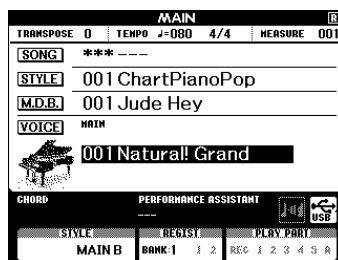 MAIN R
TRANSPOSE 0 TEMPO ♩=080 4/4 MEASURE 001
SONG *** ---
STYLE 001 ChartPianoPop
M.D.B. 001 Jude Hey
VOICE MAIN
001 Natural! Grand
CHORD PERFORMANCE ASSISTANT
---
USB
STYLE REGIST PLAY PART
MAIN B BANK:1 1 2 REC 1 2 3 4 5 A